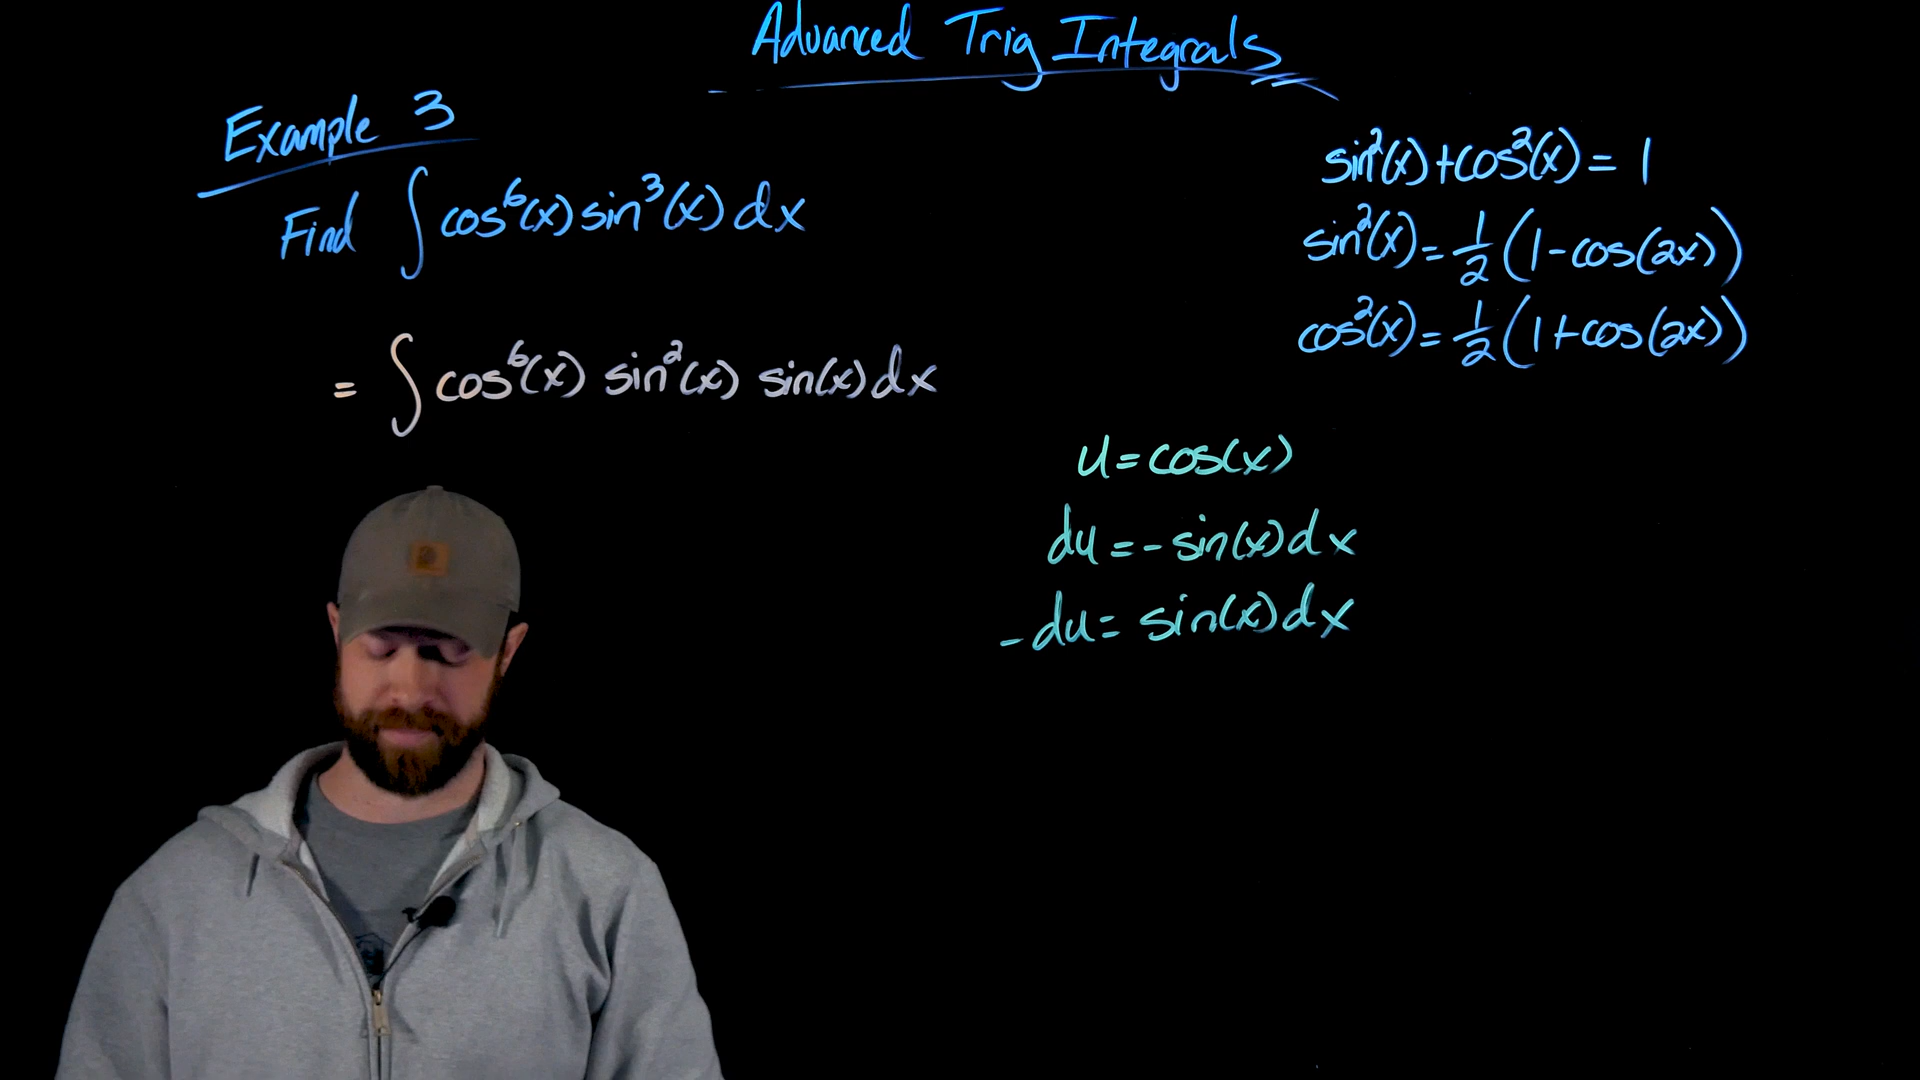 Advanced Trig Integrals
Example 3
Find ∫ cos⁶(x) sin³(x) dx
= ∫ cos⁶(x) sin²(x) sin(x) dx
sin²(x) + cos²(x) = 1
sin²(x) = 1/2 (1 - cos(2x))
cos²(x) = 1/2 (1 + cos(2x))
u = cos(x)
du = - sin(x) dx
- du = sin(x) dx